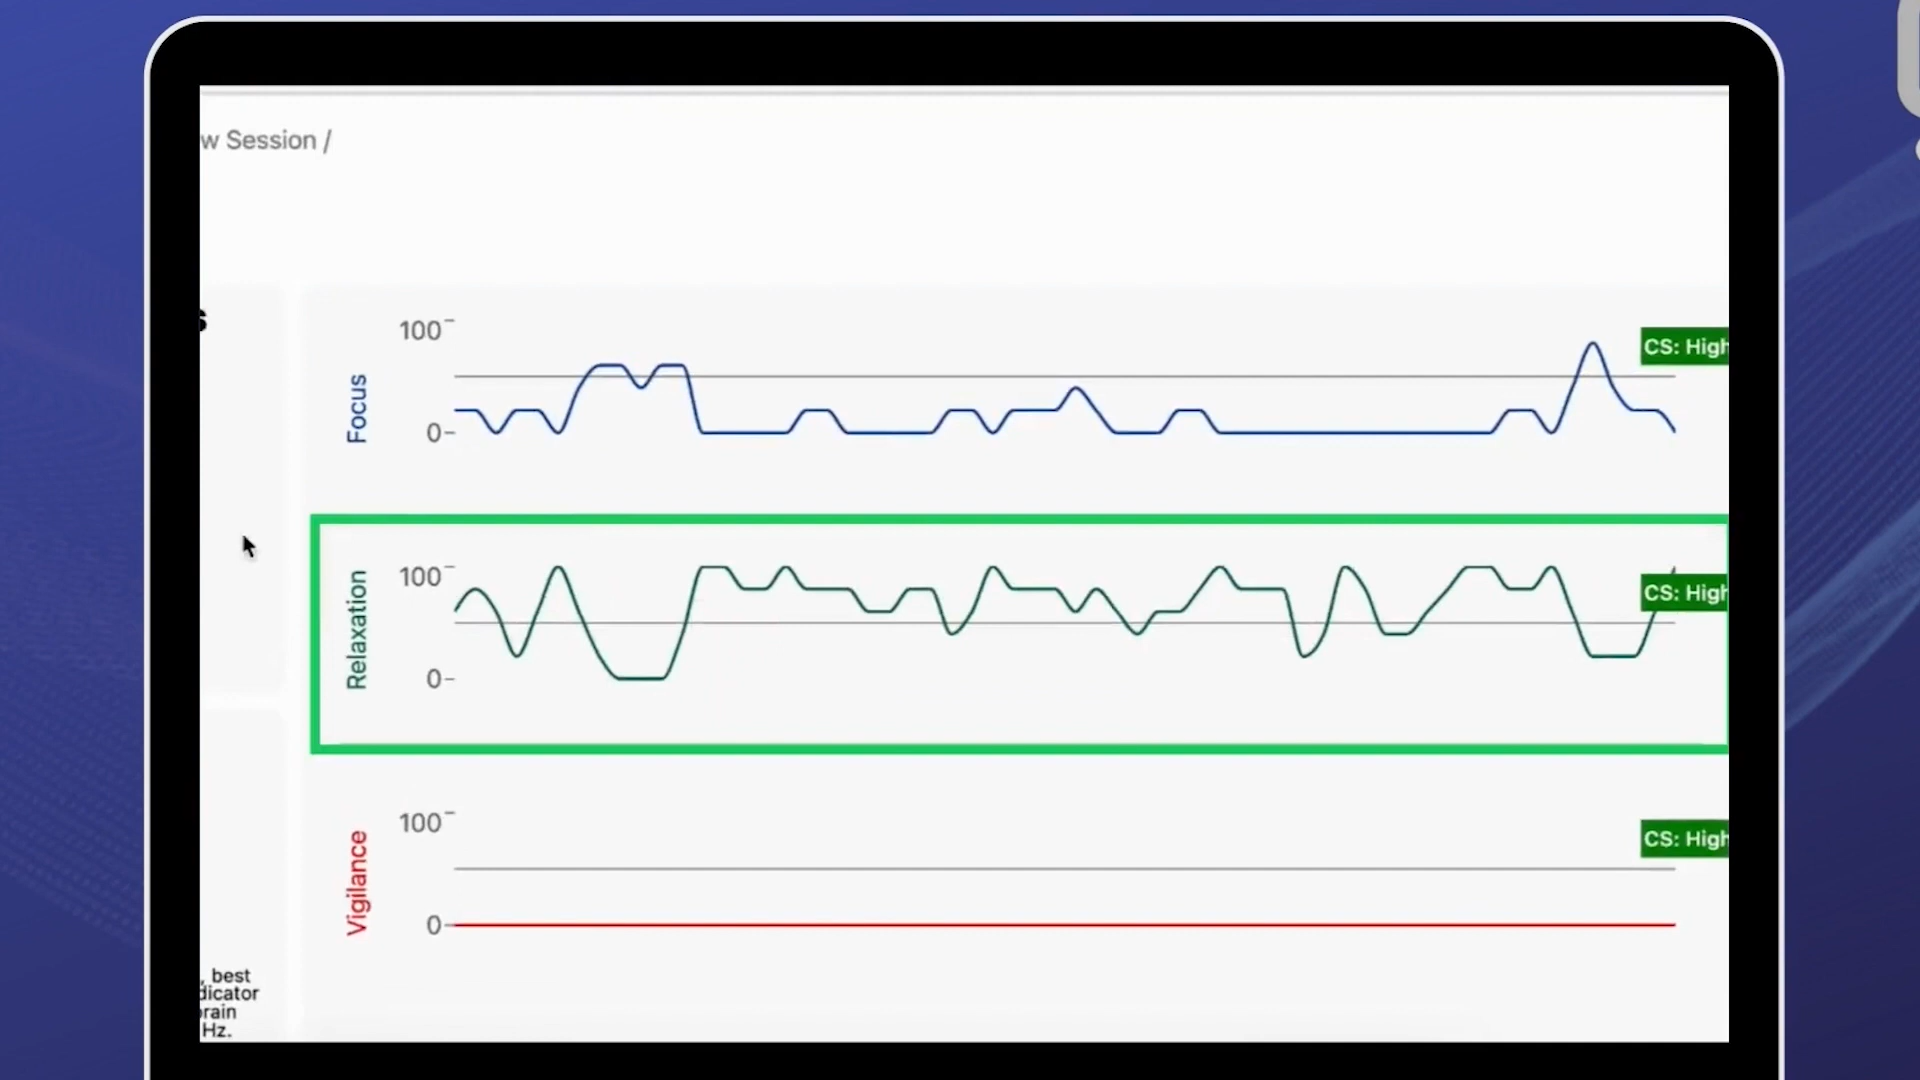 w Session /
s
100
CS: High
Focus
0
100
CS: High
Relaxation
0
100
CS: High
Vigilance
0
, best
dicator
brain
Hz.